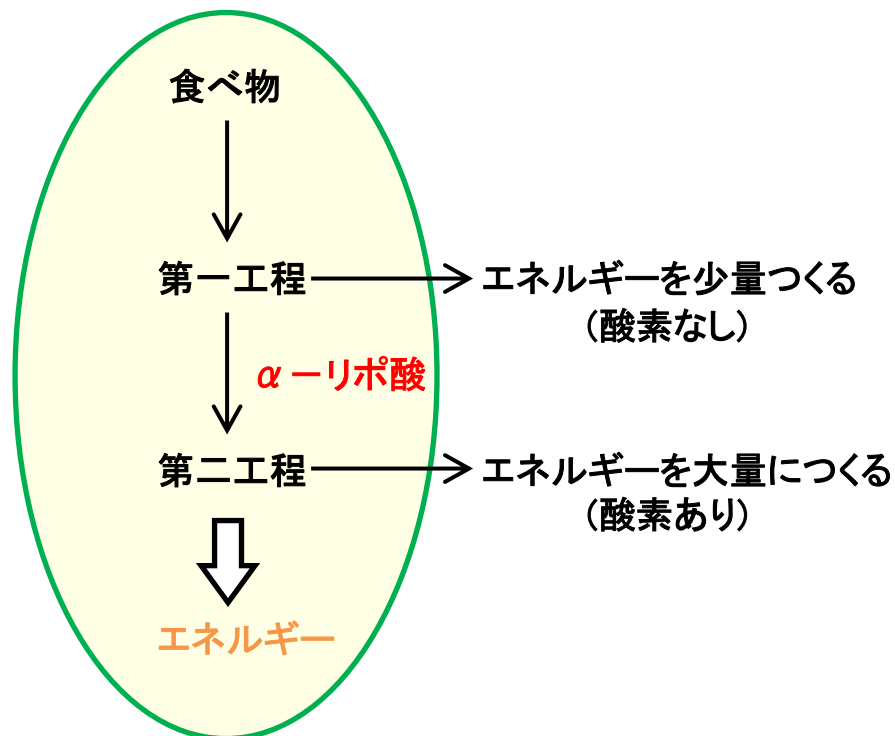 食べ物
第一工程
エネルギーを少量つくる
(酸素なし)
α－リポ酸
第二工程
エネルギーを大量につくる
(酸素あり)
エネルギー